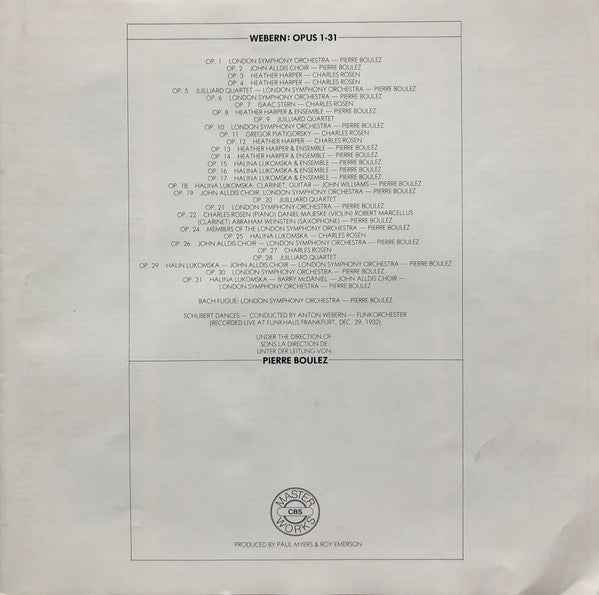 WEBERN: OPUS 1-31
OP. 1 LONDON SYMPHONY ORCHESTRA — PIERRE BOULEZ
OP. 2 JOHN ALLDIS CHOIR — PIERRE BOULEZ
OP. 3 HEATHER HARPER — CHARLES ROSEN
OP. 4 HEATHER HARPER — CHARLES ROSEN
OP. 5 JUILLIARD QUARTET — LONDON SYMPHONY ORCHESTRA — PIERRE BOULEZ
OP. 6 LONDON SYMPHONY ORCHESTRA — PIERRE BOULEZ
OP. 7 ISAAC STERN — CHARLES ROSEN
OP. 8 HEATHER HARPER & ENSEMBLE — PIERRE BOULEZ
OP. 9 JUILLIARD QUARTET
OP. 10 LONDON SYMPHONY ORCHESTRA — PIERRE BOULEZ
OP. 11 GREGOR PIATIGORSKY — CHARLES ROSEN
OP. 12 HEATHER HARPER — CHARLES ROSEN
OP. 13 HEATHER HARPER & ENSEMBLE — PIERRE BOULEZ
OP. 14 HEATHER HARPER & ENSEMBLE — PIERRE BOULEZ
OP. 15 HALINA LUKOMSKA & ENSEMBLE — PIERRE BOULEZ
OP. 16 HALINA LUKOMSKA & ENSEMBLE — PIERRE BOULEZ
OP. 17 HALINA LUKOMSKA & ENSEMBLE — PIERRE BOULEZ
OP. 18 HALINA LUKOMSKA, CLARINET, GUITAR — JOHN WILLIAMS — PIERRE BOULEZ
OP. 19 JOHN ALLDIS CHOIR, LONDON SYMPHONY ORCHESTRA — PIERRE BOULEZ
OP. 20 JUILLIARD QUARTET
OP. 21 LONDON SYMPHONY ORCHESTRA — PIERRE BOULEZ
OP. 22 CHARLES ROSEN (PIANO) DANIEL MAJESKE (VIOLIN) ROBERT MARCELLUS
(CLARINET) ABRAHAM WEINSTEIN (SAXOPHONE) — PIERRE BOULEZ
OP. 24 MEMBERS OF THE LONDON SYMPHONY ORCHESTRA — PIERRE BOULEZ
OP. 25 HALINA LUKOMSKA — CHARLES ROSEN
OP. 26 JOHN ALLDIS CHOIR — LONDON SYMPHONY ORCHESTRA — PIERRE BOULEZ
OP. 27 CHARLES ROSEN
OP. 28 JUILLIARD QUARTET
OP. 29 HALIN LUKOMSKA — JOHN ALLDIS CHOIR — LONDON SYMPHONY ORCHESTRA — PIERRE BOULEZ
OP. 30 LONDON SYMPHONY ORCHESTRA — PIERRE BOULEZ
OP. 31 HALINA LUKOMSKA — BARRY McDANIEL — JOHN ALLDIS CHOIR —
LONDON SYMPHONY ORCHESTRA — PIERRE BOULEZ
BACH FUGUE: LONDON SYMPHONY ORCHESTRA — PIERRE BOULEZ
SCHUBERT DANCES — CONDUCTED BY ANTON WEBERN — FUNKORCHESTER
(RECORDED LIVE AT FUNKHAUS FRANKFURT, DEC. 29, 1932)
UNDER THE DIRECTION OF:
SONS LA DIRECTION DE:
UNTER DER LEITUNG VON:
PIERRE BOULEZ
MASTER
CBS
WORKS
PRODUCED BY PAUL MYERS & ROY EMERSON